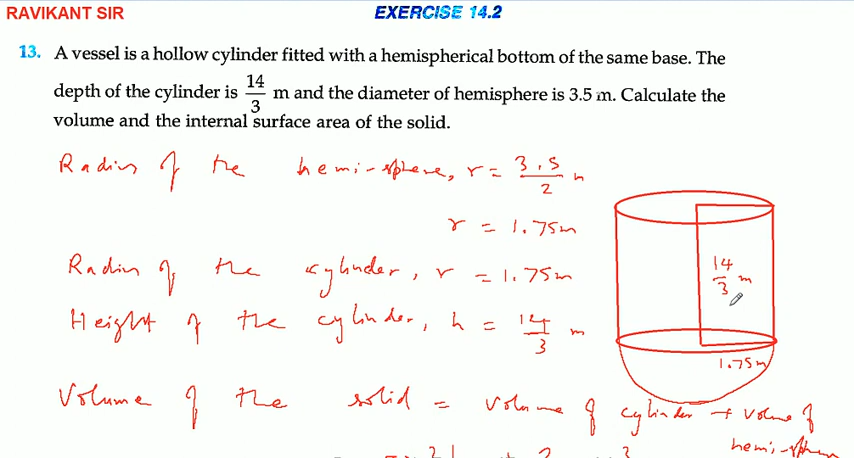 RAVIKANT SIR
EXERCISE 14.2
13. A vessel is a hollow cylinder fitted with a hemispherical bottom of the same base. The
depth of the cylinder is 14/3 m and the diameter of hemisphere is 3.5 m. Calculate the
volume and the internal surface area of the solid.
Radius of the hemi-sphere, r = 3.5/2 m
r = 1.75m
Radius of the cylinder, r = 1.75m
Height of the cylinder, h = 14/3 m
14/3 m
1.75m
Volume of the solid = volume of cylinder + volume of
hemi-sphere